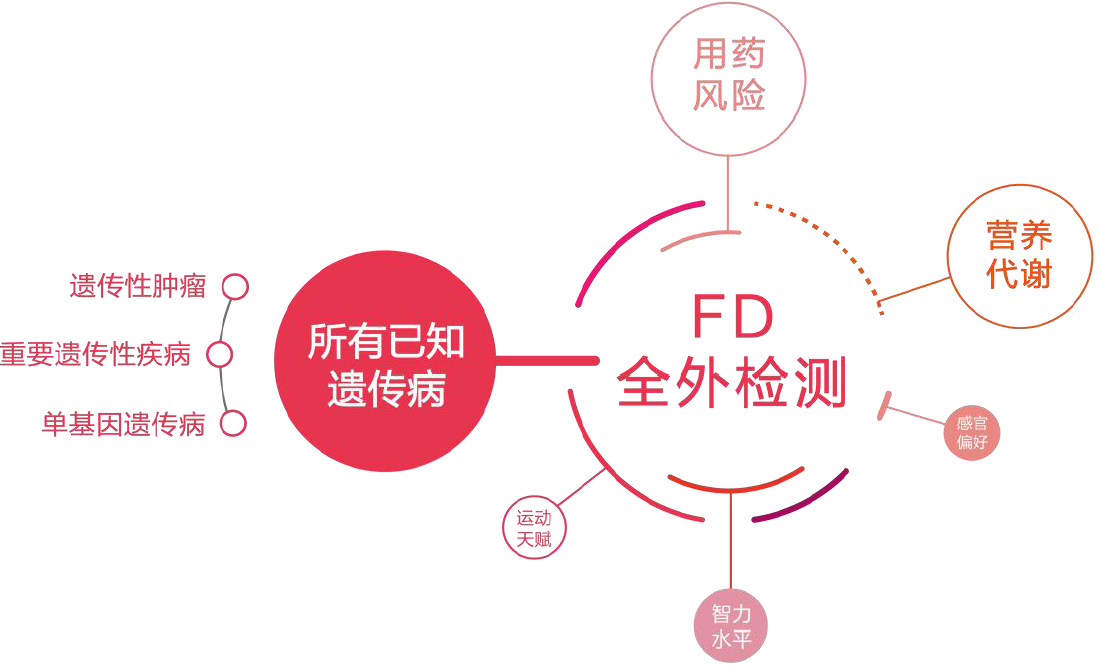 用药
风险
营养
代谢
遗传性肿瘤
重要遗传性疾病
单基因遗传病
所有已知
遗传病
FD
全外检测
感官
偏好
运动
天赋
智力
水平